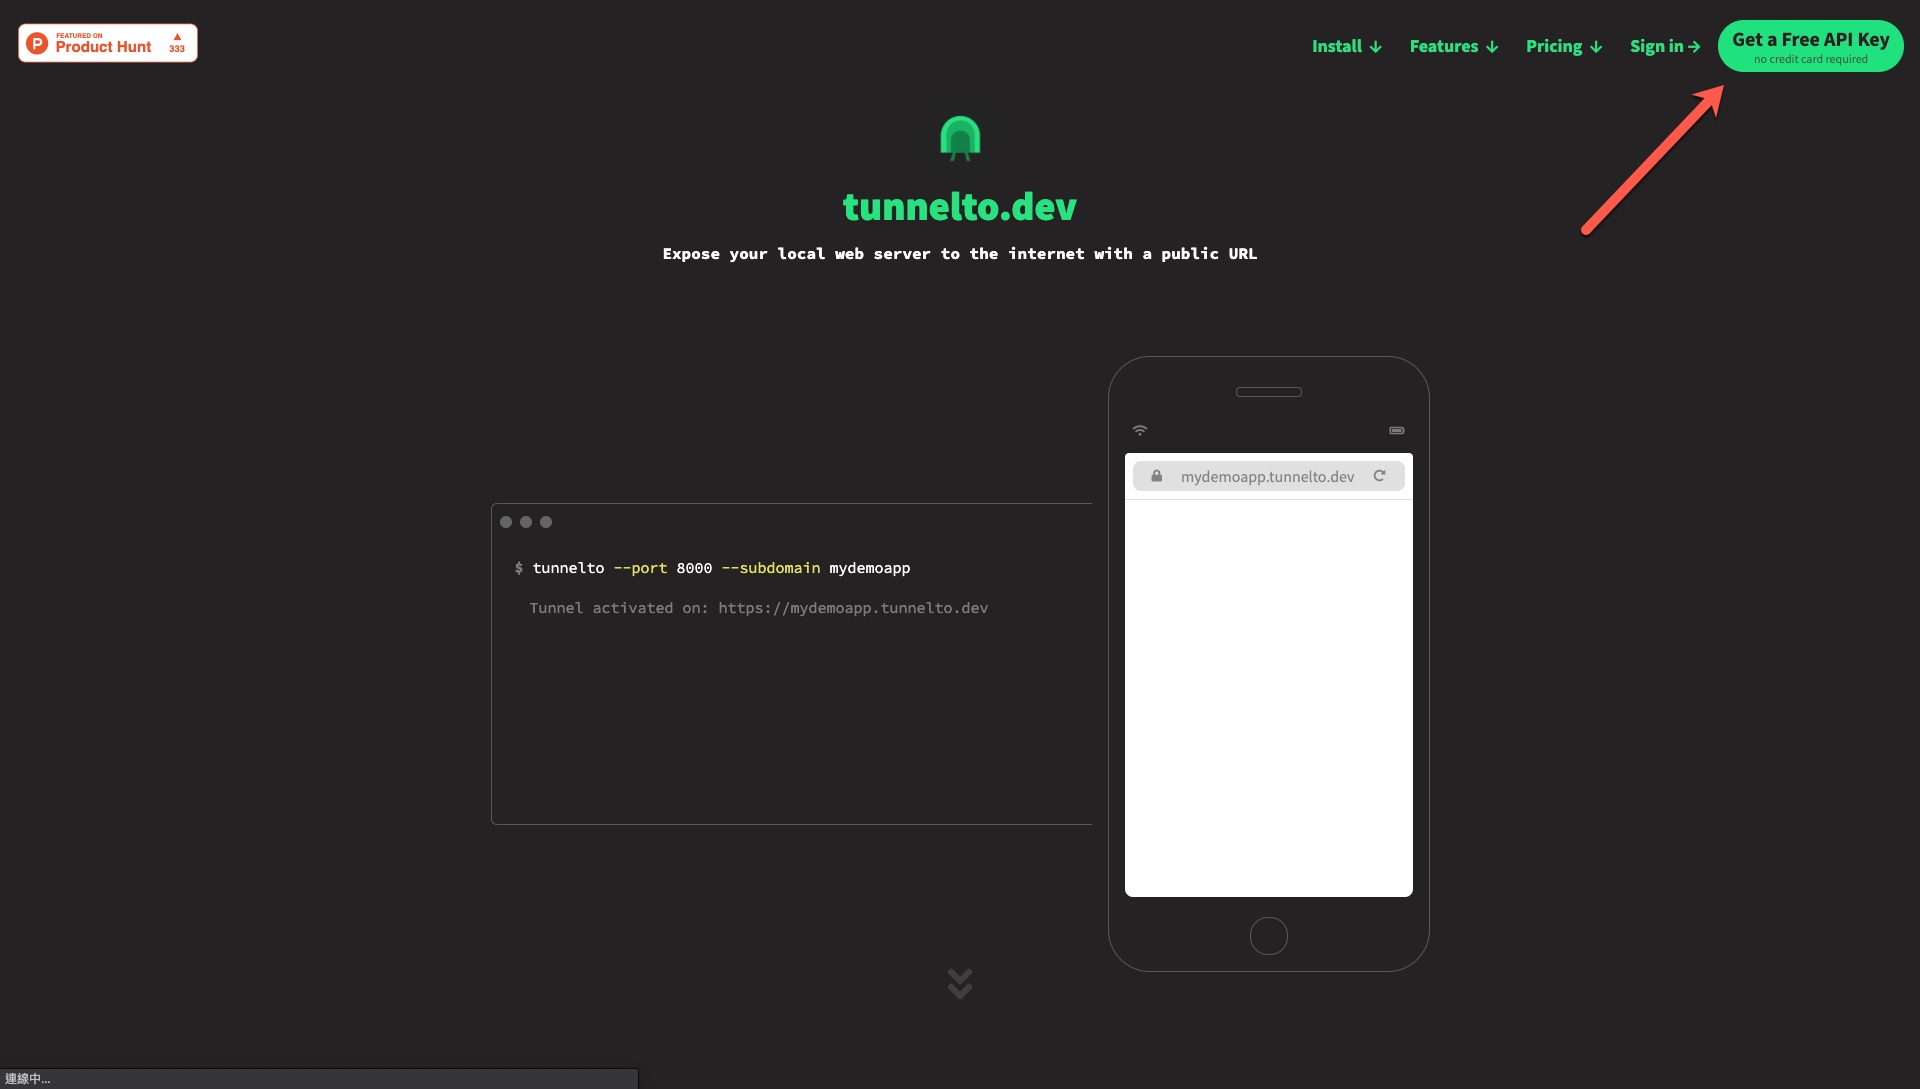 FEATURED ON
Product Hunt
333
Install
Features
Pricing
Sign in
Get a Free API Key
no credit card required
tunnelto.dev
Expose your local web server to the internet with a public URL
mydemoapp.tunnelto.dev
$ tunnelto --port 8000 --subdomain mydemoapp
Tunnel activated on: https://mydemoapp.tunnelto.dev
連線中...